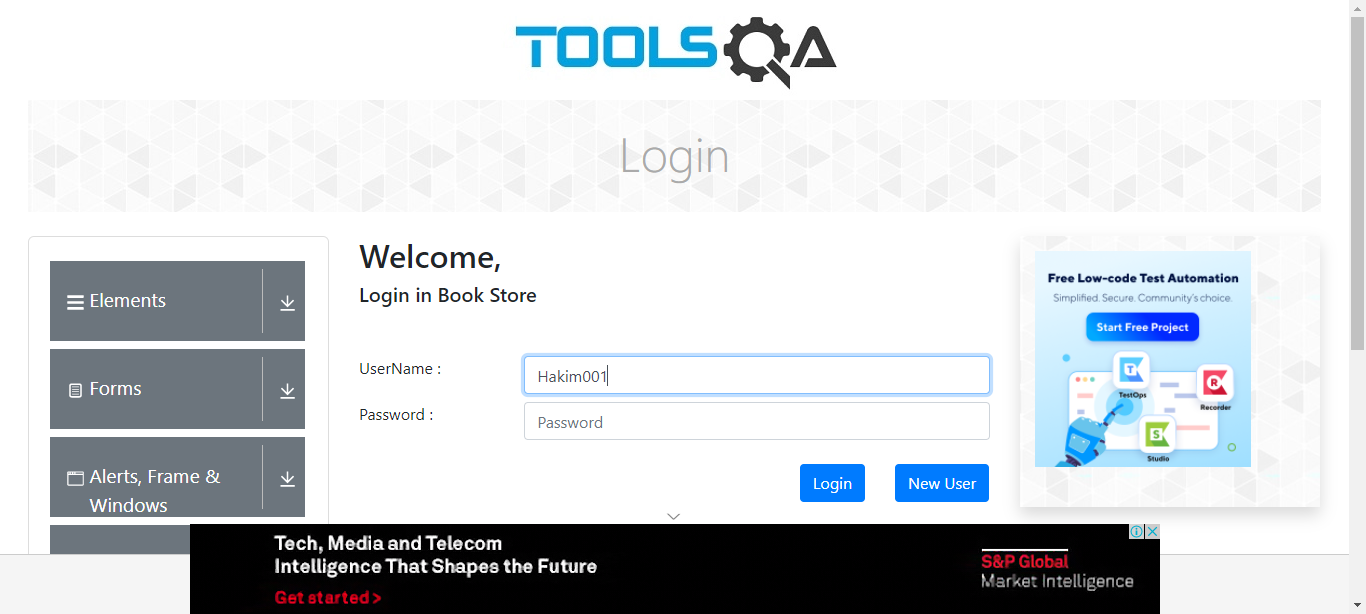 TOOLSQA
Login
Elements
Forms
Alerts, Frame &
Windows
Welcome,
Login in Book Store
UserName :
Hakim001
Password :
Password
Login
New User
Free Low-code Test Automation
Simplified. Secure. Community's choice.
Start Free Project
TestOps
Recorder
Studio
Tech, Media and Telecom
Intelligence That Shapes the Future
Get started >
S&P Global
Market Intelligence